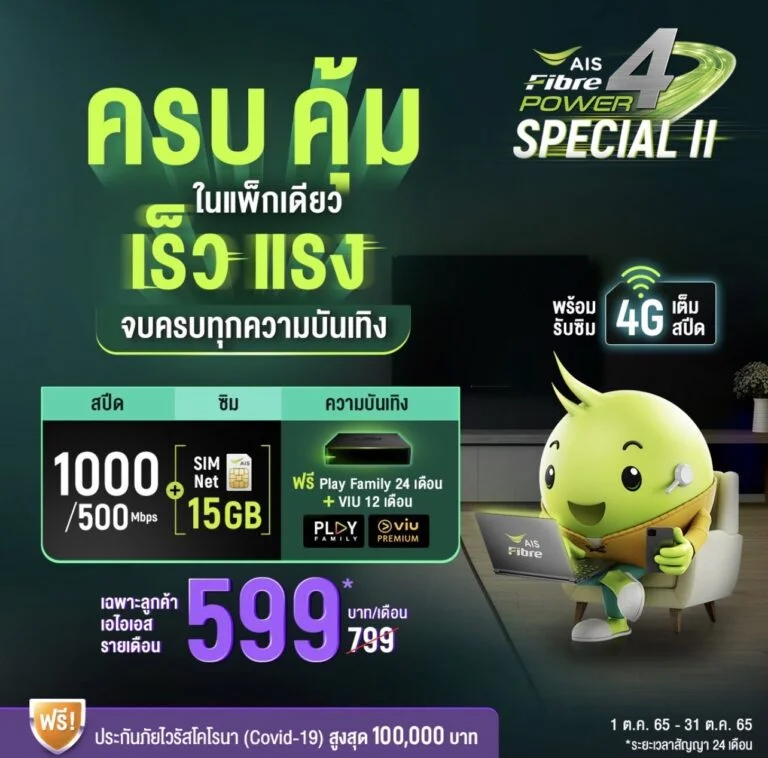 AIS
Fibre
POWER 4
SPECIAL II
ครบ คุ้ม
ในแพ็กเดียว
เร็ว แรง
จบครบทุกความบันเทิง
พร้อม
รับซิม
4G
เต็ม
สปีด
สปีด
ซิม
ความบันเทิง
1000
/500 Mbps
+
SIM
Net
AIS
15GB
ฟรี Play Family 24 เดือน
+ VIU 12 เดือน
PLAY
FAMILY
viu
PREMIUM
AIS
Fibre
เฉพาะลูกค้า
เอไอเอส
รายเดือน
599*
บาท/เดือน
799
ฟรี!
ประกันภัยไวรัสโคโรนา (Covid-19) สูงสุด 100,000 บาท
1 ต.ค. 65 - 31 ต.ค. 65
*ระยะเวลาสัญญา 24 เดือน